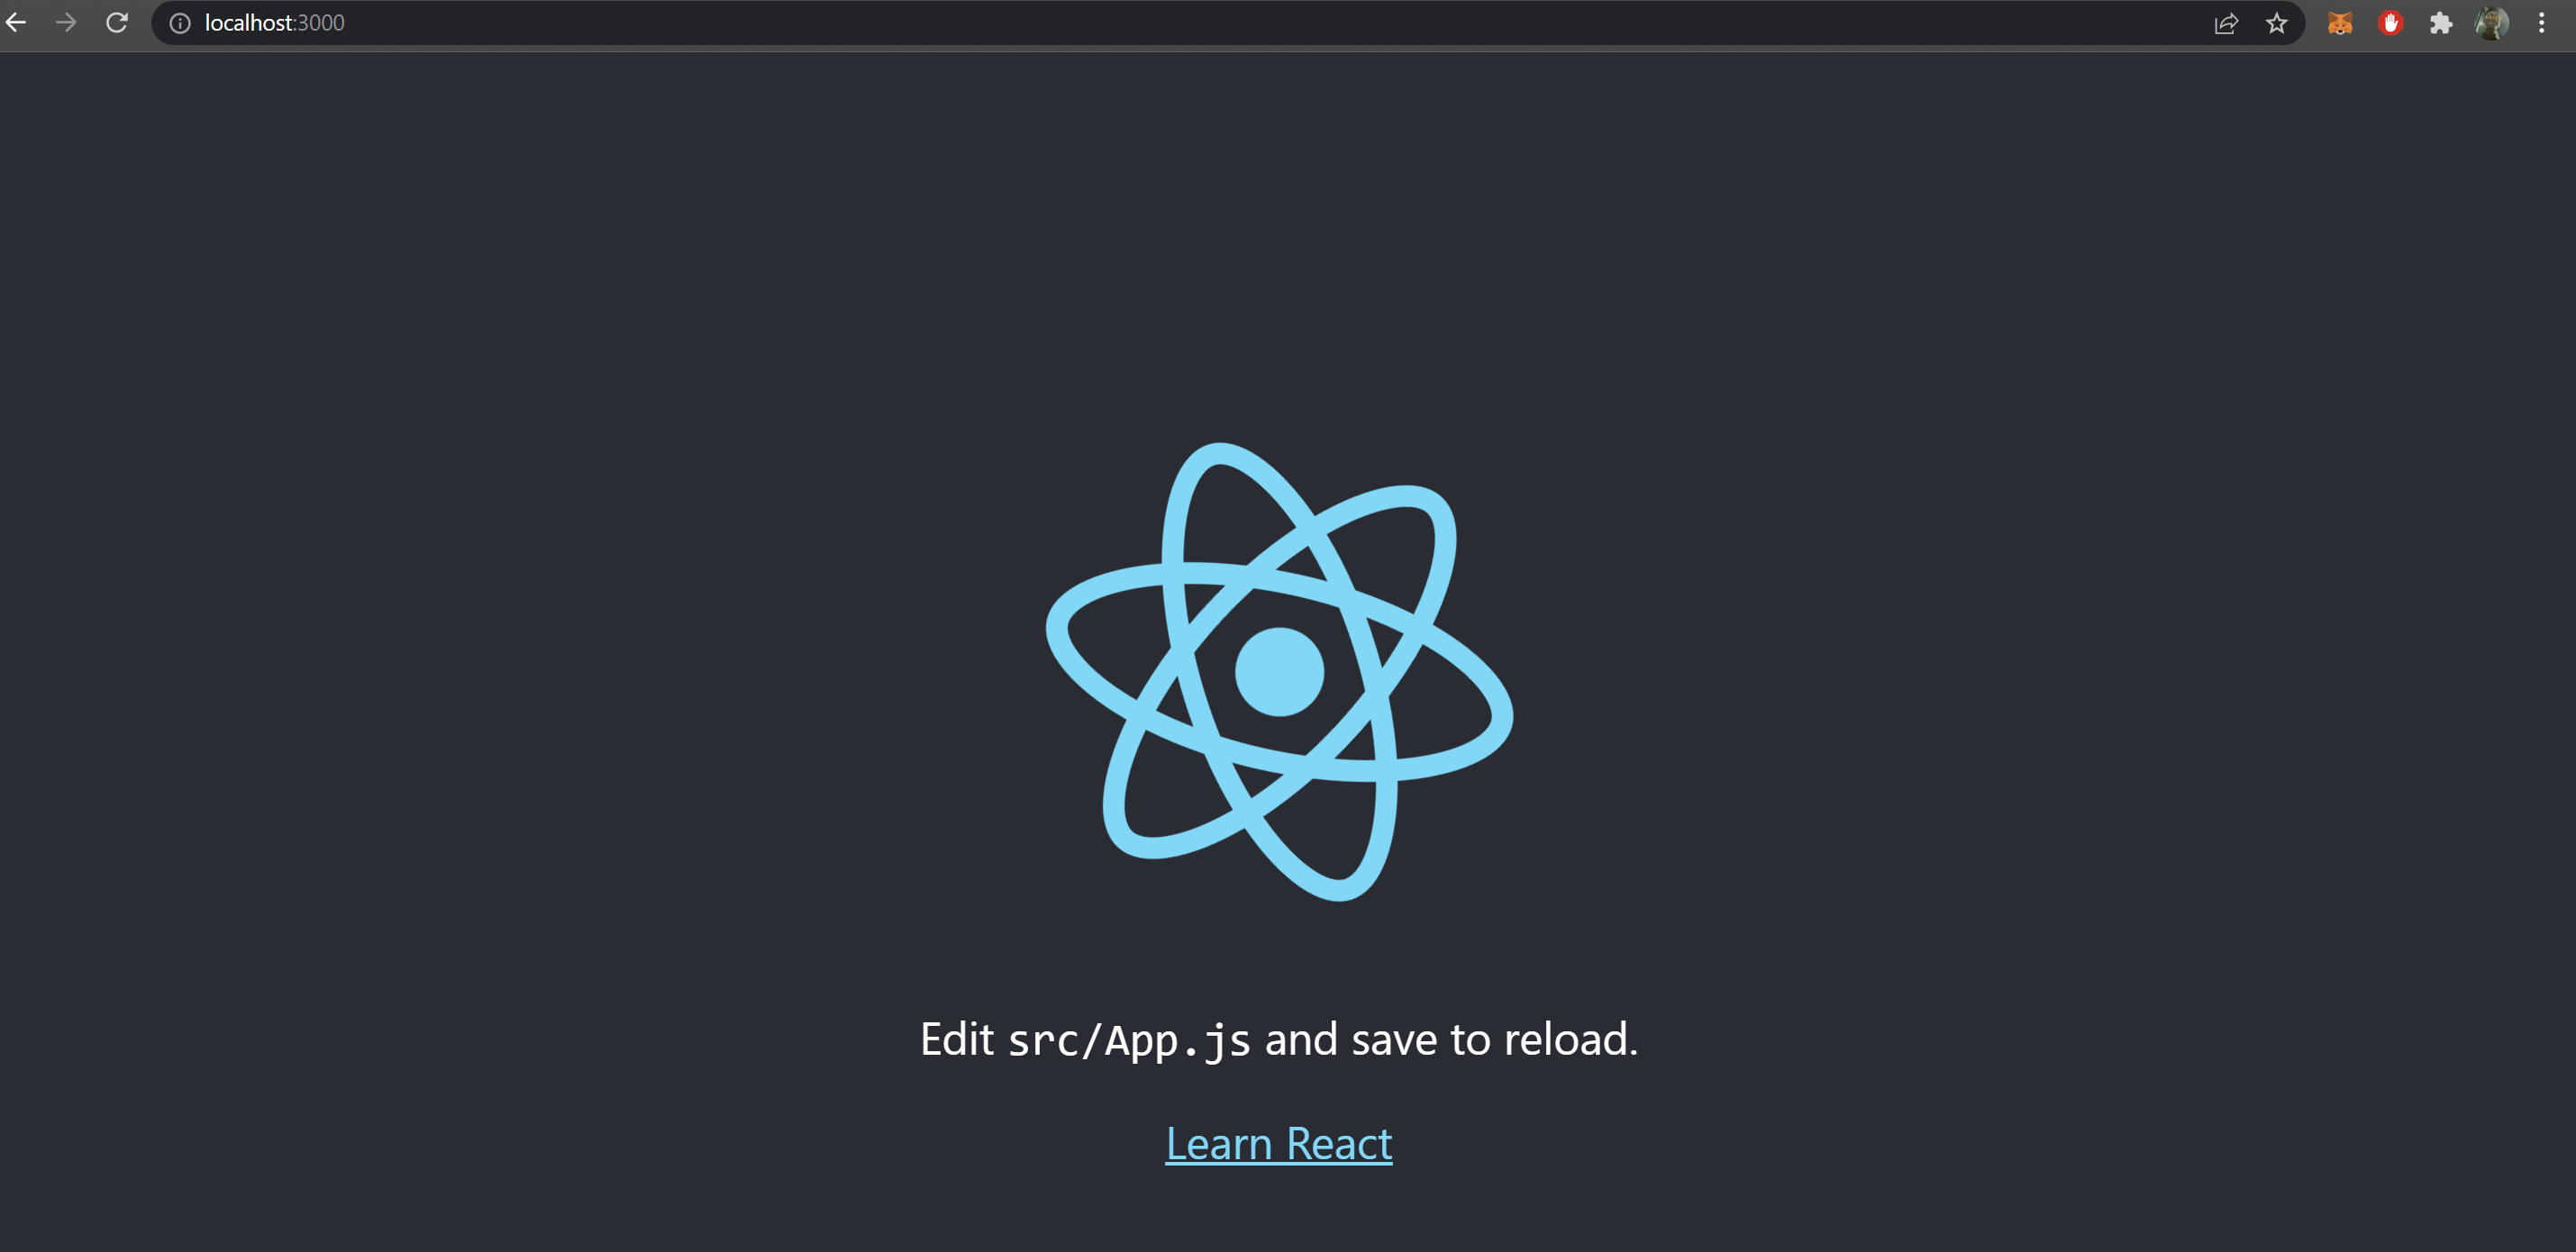 localhost:3000
Edit src/App.js and save to reload.
Learn React